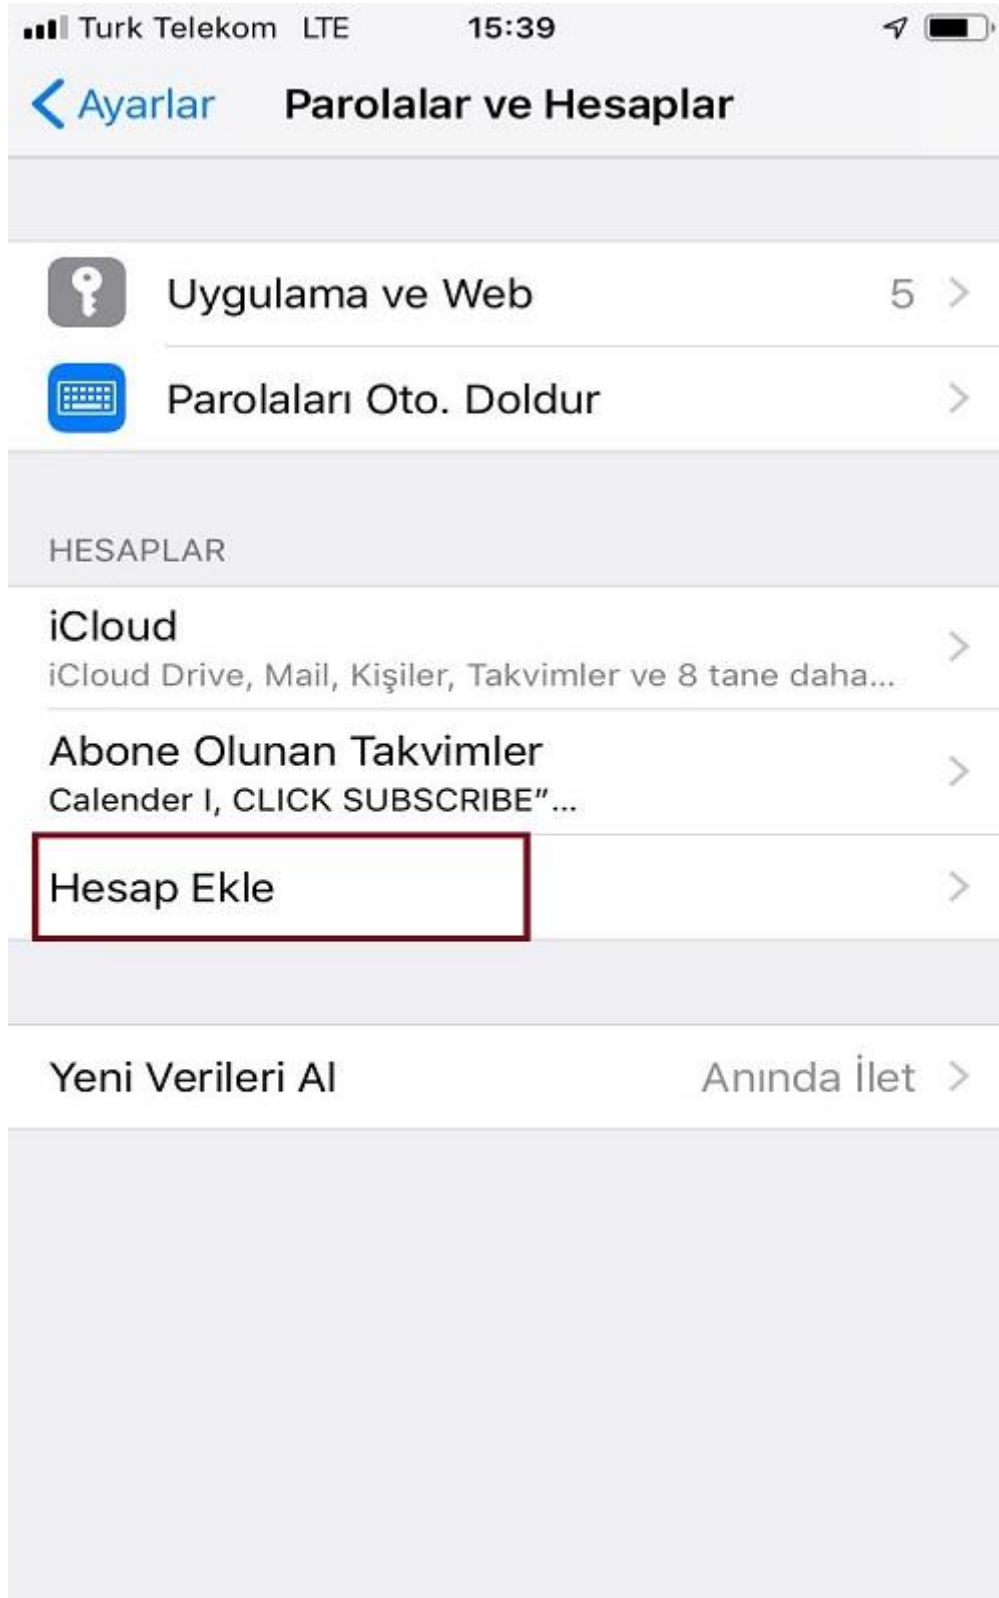 Turk Telekom LTE 15:39
Ayarlar Parolalar ve Hesaplar
Uygulama ve Web 5
Parolaları Oto. Doldur
HESAPLAR
iCloud
iCloud Drive, Mail, Kişiler, Takvimler ve 8 tane daha...
Abone Olunan Takvimler
Calender I, CLICK SUBSCRIBE”...
Hesap Ekle
Yeni Verileri Al Anında İlet